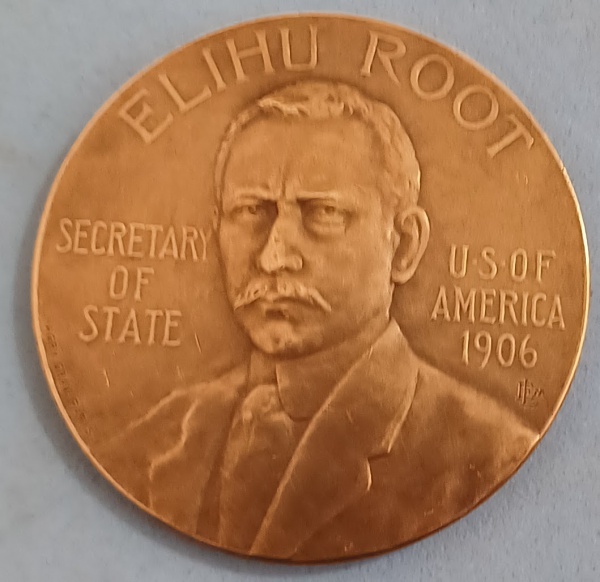 ELIHU ROOT
SECRETARY
OF
STATE
U·S·OF
AMERICA
1906